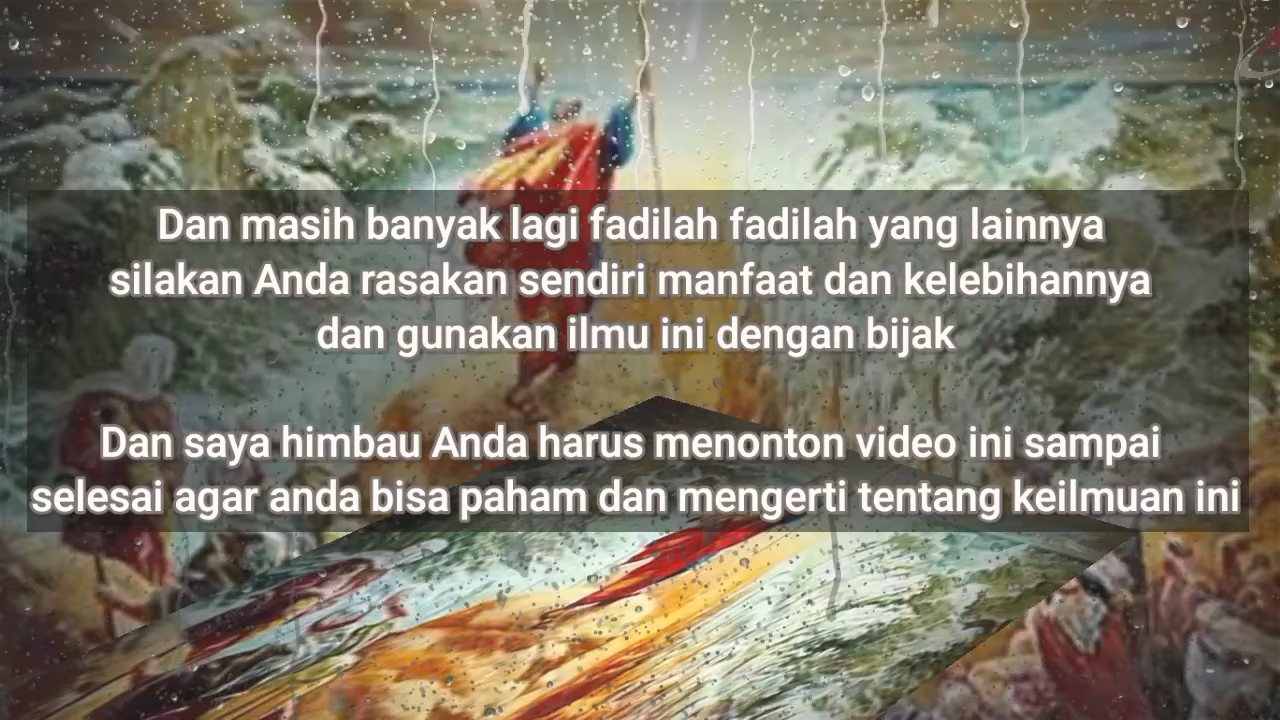 Dan masih banyak lagi fadilah fadilah yang lainnya
silakan Anda rasakan sendiri manfaat dan kelebihannya
dan gunakan ilmu ini dengan bijak
Dan saya himbau Anda harus menonton video ini sampai
selesai agar anda bisa paham dan mengerti tentang keilmuan ini